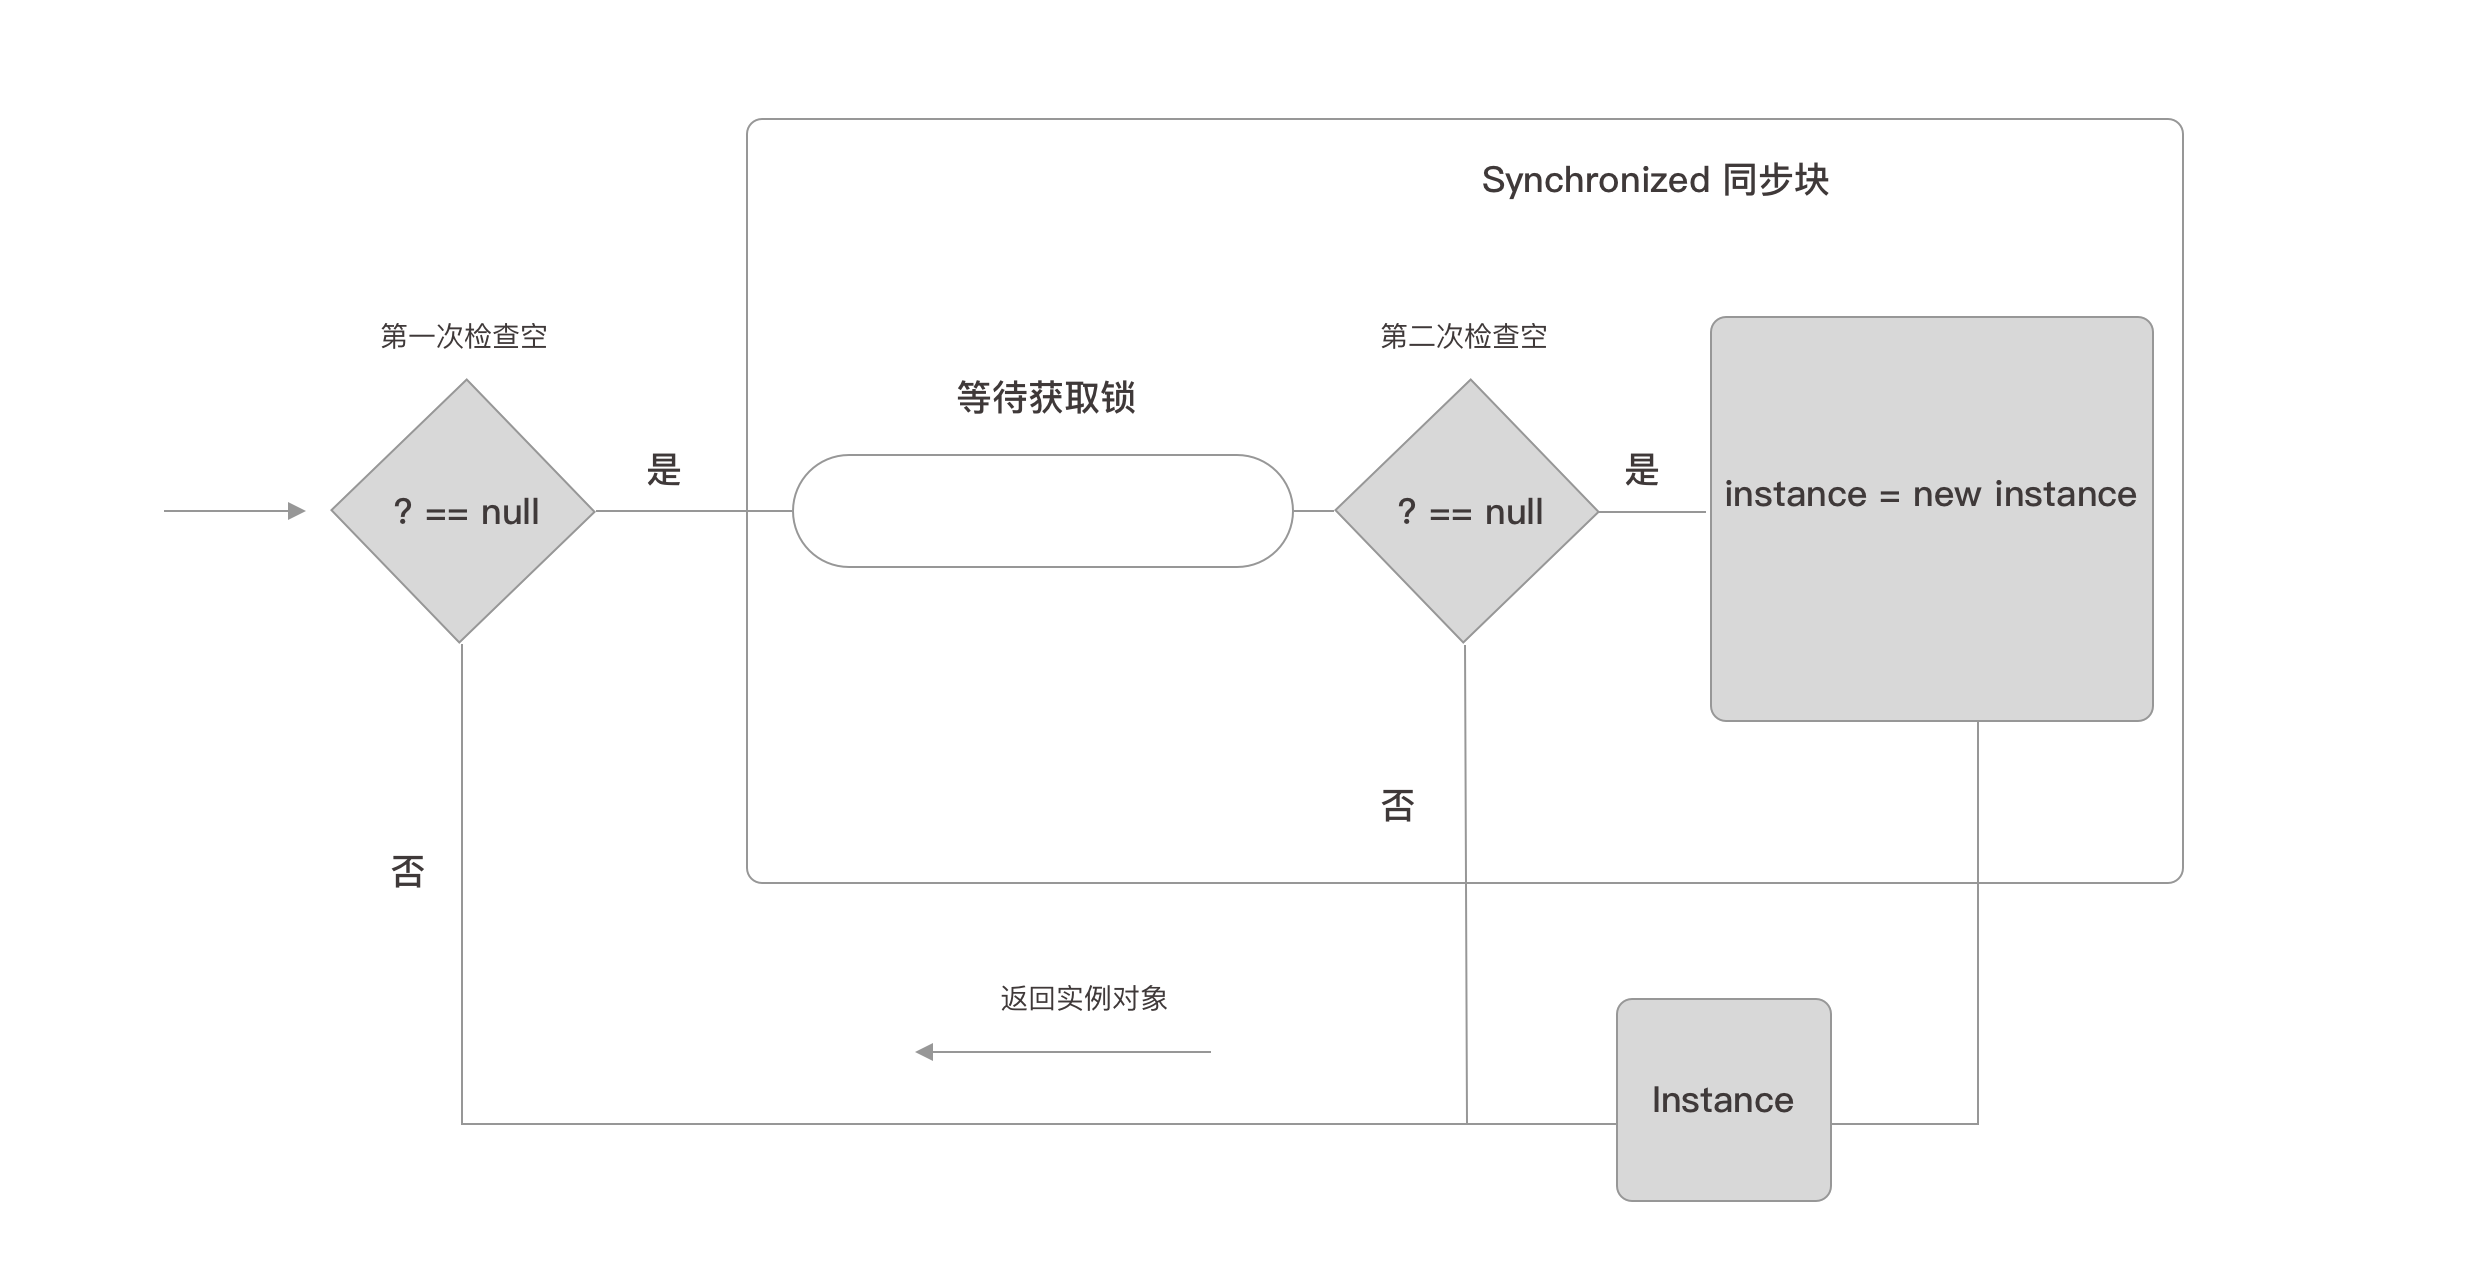 Synchronized 同步块
第一次检查空
第二次检查空
等待获取锁
是
是
? == null
? == null
instance = new instance
否
否
返回实例对象
Instance